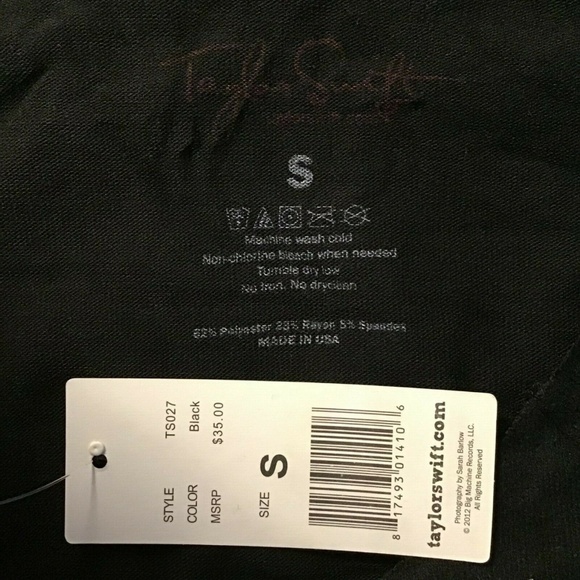 Taylor Swift
S
Machine wash cold
Non-chlorine bleach when needed
Tumble dry low
No Iron. No dryclean
62% Polyester 33% Rayon 5% Spandex
MADE IN USA
STYLE TS027
COLOR Black
MSRP $35.00
SIZE S
8 17493 01410 6
taylorswift.com
Photography by Sarah Barlow
© 2012 Big Machine Records, LLC.
All Rights Reserved